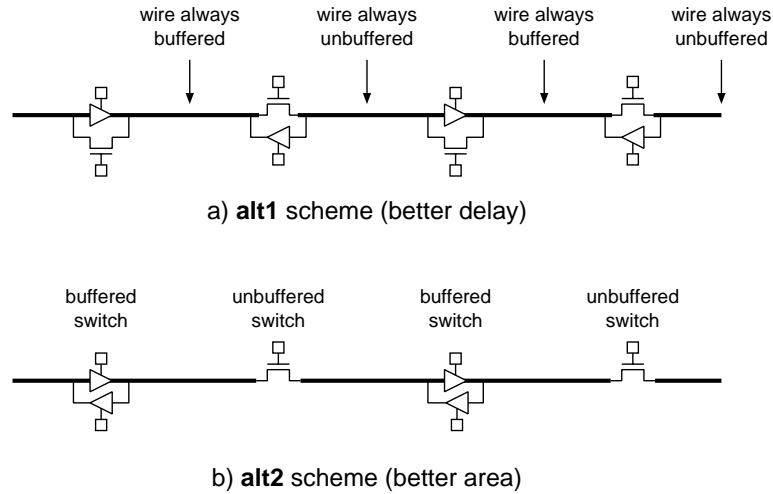 wire always wire always wire always wire always
buffered unbuffered buffered unbuffered
a) alt1 scheme (better delay)
buffered unbuffered buffered unbuffered
switch switch switch switch
b) alt2 scheme (better area)